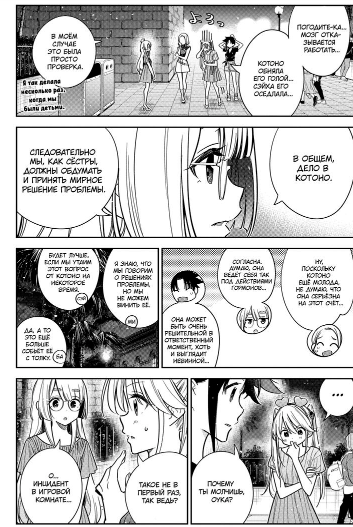 ПОГОДИТЕ-КА...
МОЗГ ОТКА-
ЗЫВАЕТСЯ
РАБОТАТЬ...
КОТОНО
ОБНЯЛА
ЕГО ГОЛОЙ...
СЭЙКА ЕГО
ОСЕДЛАЛА...
В МОЁМ
СЛУЧАЕ
ЭТО БЫЛА
ПРОСТО
ПРОВЕРКА.
Я так делала
несколько раз,
когда мы
были детьми.
В ОБЩЕМ,
ДЕЛО В
КОТОНО.
СЛЕДОВАТЕЛЬНО
МЫ, КАК СЁСТРЫ,
ДОЛЖНЫ ОБДУМАТЬ
И ПРИНЯТЬ МИРНОЕ
РЕШЕНИЕ ПРОБЛЕМЫ.
НУ,
ПОСКОЛЬКУ
КОТОНО
ЕЩЁ МОЛОДА,
НЕ ДУМАЮ, ЧТО
ОНА СЕРЬЁЗНА
НА ЭТОТ СЧЁТ...
СОГЛАСНА.
ДУМАЮ, ОНА
ВЕДЁТ СЕБЯ ТАК
ПОД ДЕЙСТВИЯМИ
ГОРМОНОВ...
ОНА МОЖЕТ
БЫТЬ ОЧЕНЬ
РЕШИТЕЛЬНОЙ В
ОТВЕТСТВЕННЫЙ
МОМЕНТ, ХОТЬ
И ВЫГЛЯДИТ
НЕВИННОЙ...
Я ЗНАЮ, ЧТО
МЫ ГОВОРИМ
О РЕШЕНИЯХ
ПРОБЛЕМЫ,
НО МЫ
НЕ МОЖЕМ
ВИНИТЬ ЕЁ.
БУДЕТ ЛУЧШЕ,
ЕСЛИ МЫ УТАИМ
ЭТОТ ВОПРОС
ОТ КОТОНО НА
НЕКОТОРОЕ
ВРЕМЯ.
ДА, А ТО
ЭТО ЕЩЁ
БОЛЬШЕ
СОБЬЁТ ЕЁ
С ТОЛКУ.
...
ПОЧЕМУ
ТЫ МОЛЧИШЬ,
ОУКА?
ТАКОЕ НЕ В
ПЕРВЫЙ РАЗ,
ТАК ВЕДЬ?
О...
ИНЦИДЕНТ
В ИГРОВОЙ
КОМНАТЕ...